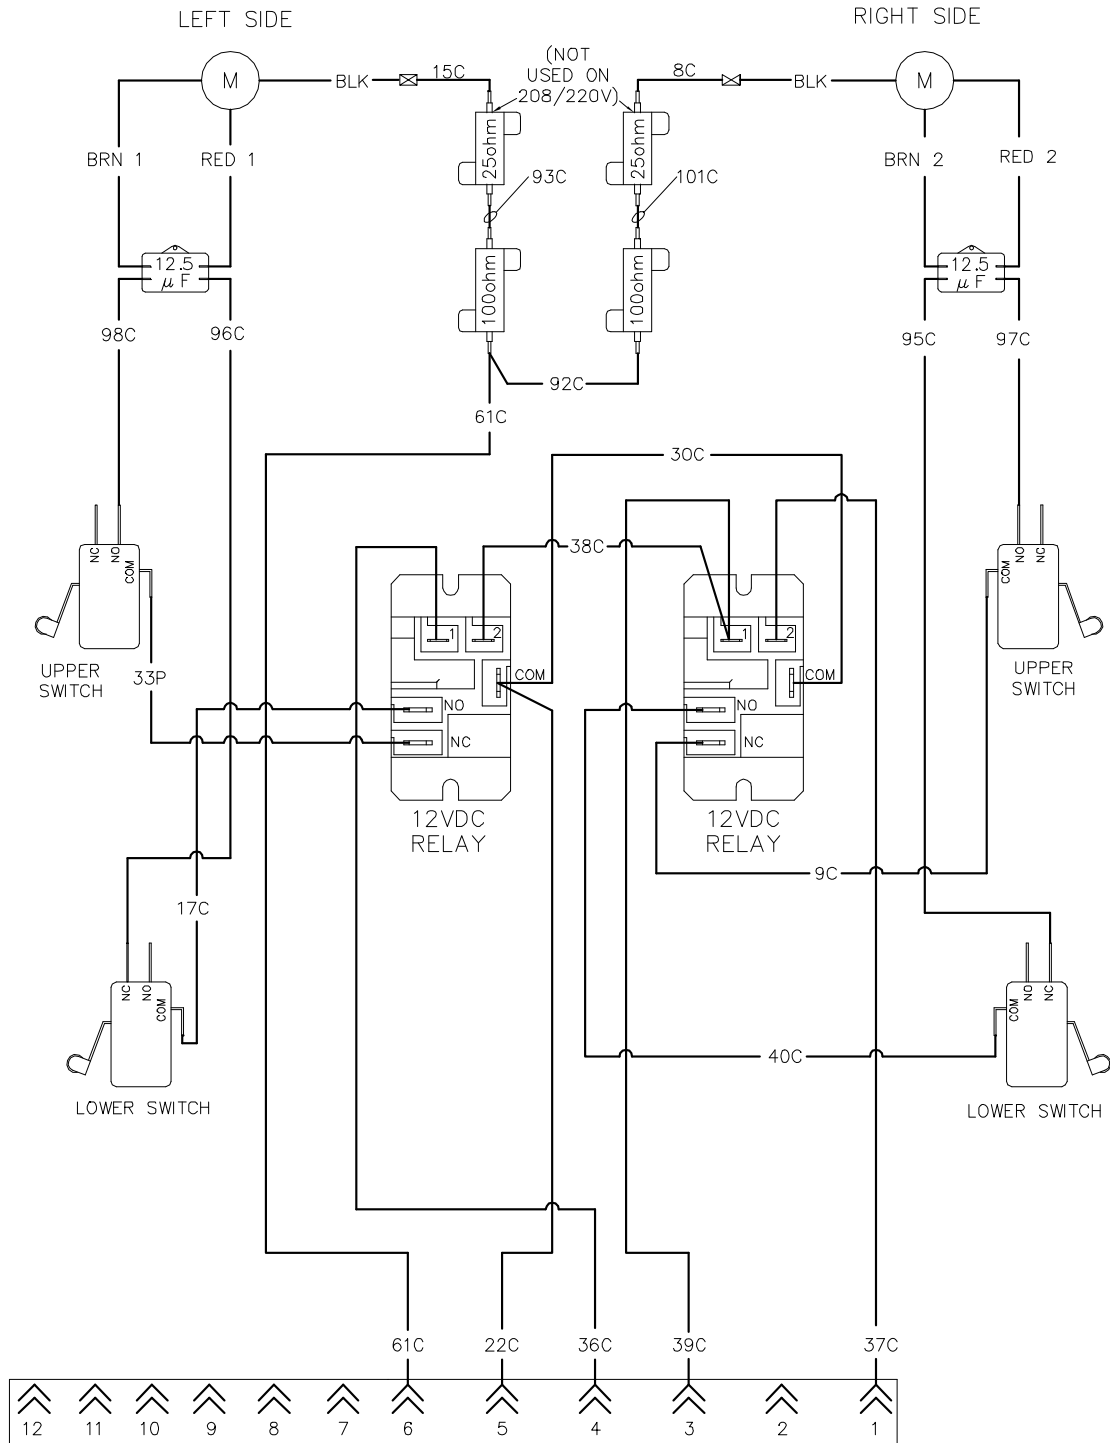 LEFT SIDE
RIGHT SIDE
(NOT
USED ON
208/220V)
M
BLK
15C
8C
BLK
M
BRN 1
RED 1
25ohm
25ohm
BRN 2
RED 2
93C
101C
12.5
µF
12.5
µF
100ohm
100ohm
98C
96C
95C
97C
92C
61C
30C
38C
NC
NO
COM
NO
NC
COM
1
2
1
2
UPPER
SWITCH
33P
COM
COM
UPPER
SWITCH
NO
NO
NC
NC
12VDC
RELAY
12VDC
RELAY
9C
17C
NC
NO
COM
COM
NO
NC
40C
LOWER SWITCH
LOWER SWITCH
61C
22C
36C
39C
37C
12
11
10
9
8
7
6
5
4
3
2
1